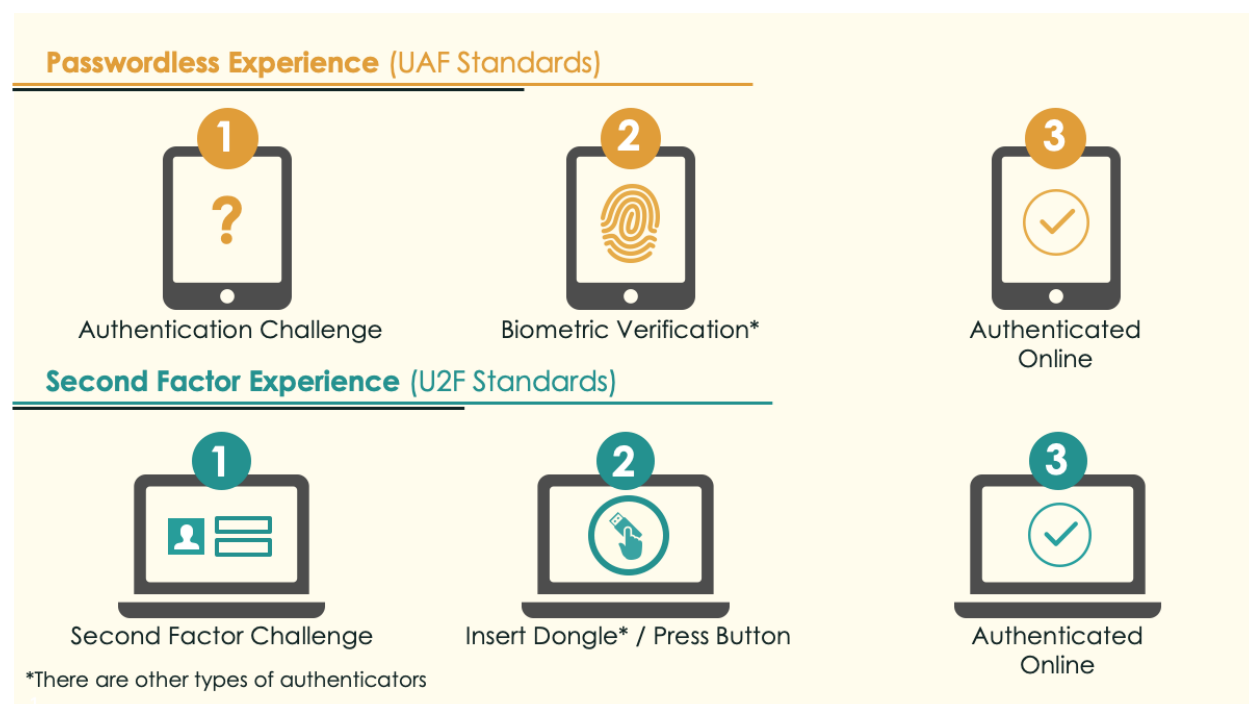 Passwordless Experience (UAF Standards)
1
2
3
?
Authentication Challenge
Biometric Verification*
Authenticated
Online
Second Factor Experience (U2F Standards)
1
2
3
Second Factor Challenge
Insert Dongle* / Press Button
Authenticated
Online
*There are other types of authenticators